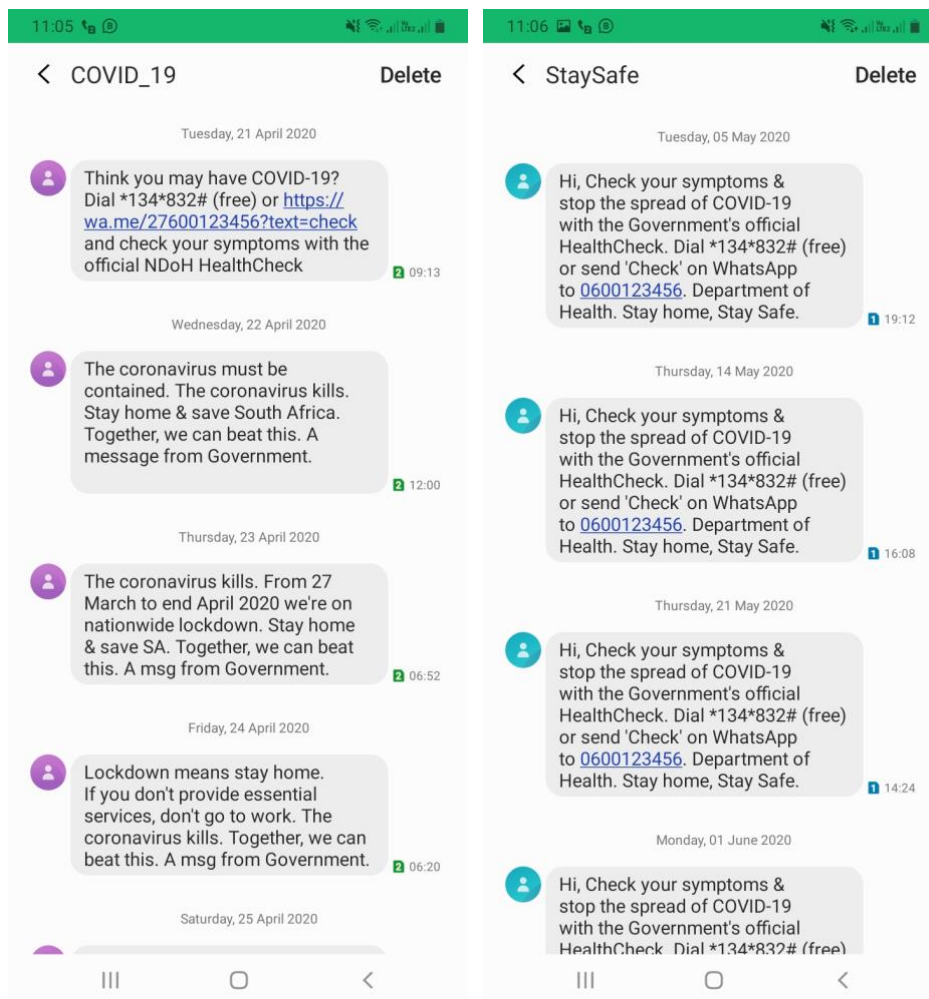 11:05
COVID_19
Delete
Tuesday, 21 April 2020
Think you may have COVID-19?
Dial *134*832# (free) or https://
wa.me/27600123456?text=check
and check your symptoms with the
official NDoH HealthCheck
2 09:13
Wednesday, 22 April 2020
The coronavirus must be
contained. The coronavirus kills.
Stay home & save South Africa.
Together, we can beat this. A
message from Government.
2 12:00
Thursday, 23 April 2020
The coronavirus kills. From 27
March to end April 2020 we're on
nationwide lockdown. Stay home
& save SA. Together, we can beat
this. A msg from Government.
2 06:52
Friday, 24 April 2020
Lockdown means stay home.
If you don't provide essential
services, don't go to work. The
coronavirus kills. Together, we can
beat this. A msg from Government.
2 06:20
Saturday, 25 April 2020
11:06
StaySafe
Delete
Tuesday, 05 May 2020
Hi, Check your symptoms &
stop the spread of COVID-19
with the Government's official
HealthCheck. Dial *134*832# (free)
or send 'Check' on WhatsApp
to 0600123456. Department of
Health. Stay home, Stay Safe.
1 19:12
Thursday, 14 May 2020
Hi, Check your symptoms &
stop the spread of COVID-19
with the Government's official
HealthCheck. Dial *134*832# (free)
or send 'Check' on WhatsApp
to 0600123456. Department of
Health. Stay home, Stay Safe.
1 16:08
Thursday, 21 May 2020
Hi, Check your symptoms &
stop the spread of COVID-19
with the Government's official
HealthCheck. Dial *134*832# (free)
or send 'Check' on WhatsApp
to 0600123456. Department of
Health. Stay home, Stay Safe.
1 14:24
Monday, 01 June 2020
Hi, Check your symptoms &
stop the spread of COVID-19
with the Government's official
HealthCheck. Dial *134*832# (free)